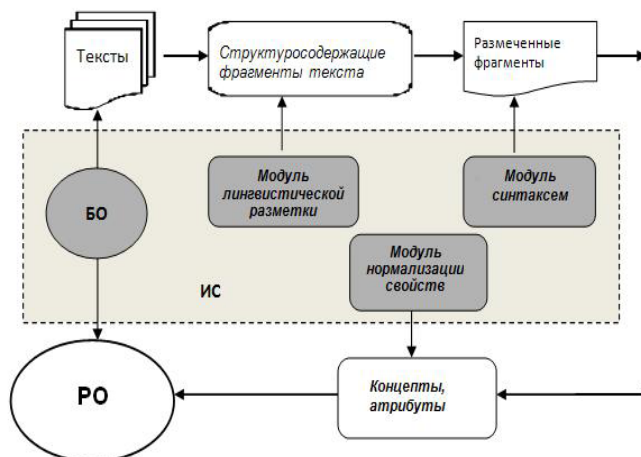 Тексты
Структуросодержащие
фрагменты текста
Размеченные
фрагменты
БО
Модуль
лингвистической
разметки
Модуль
синтаксем
Модуль
нормализации
свойств
ИС
РО
Концепты,
атрибуты